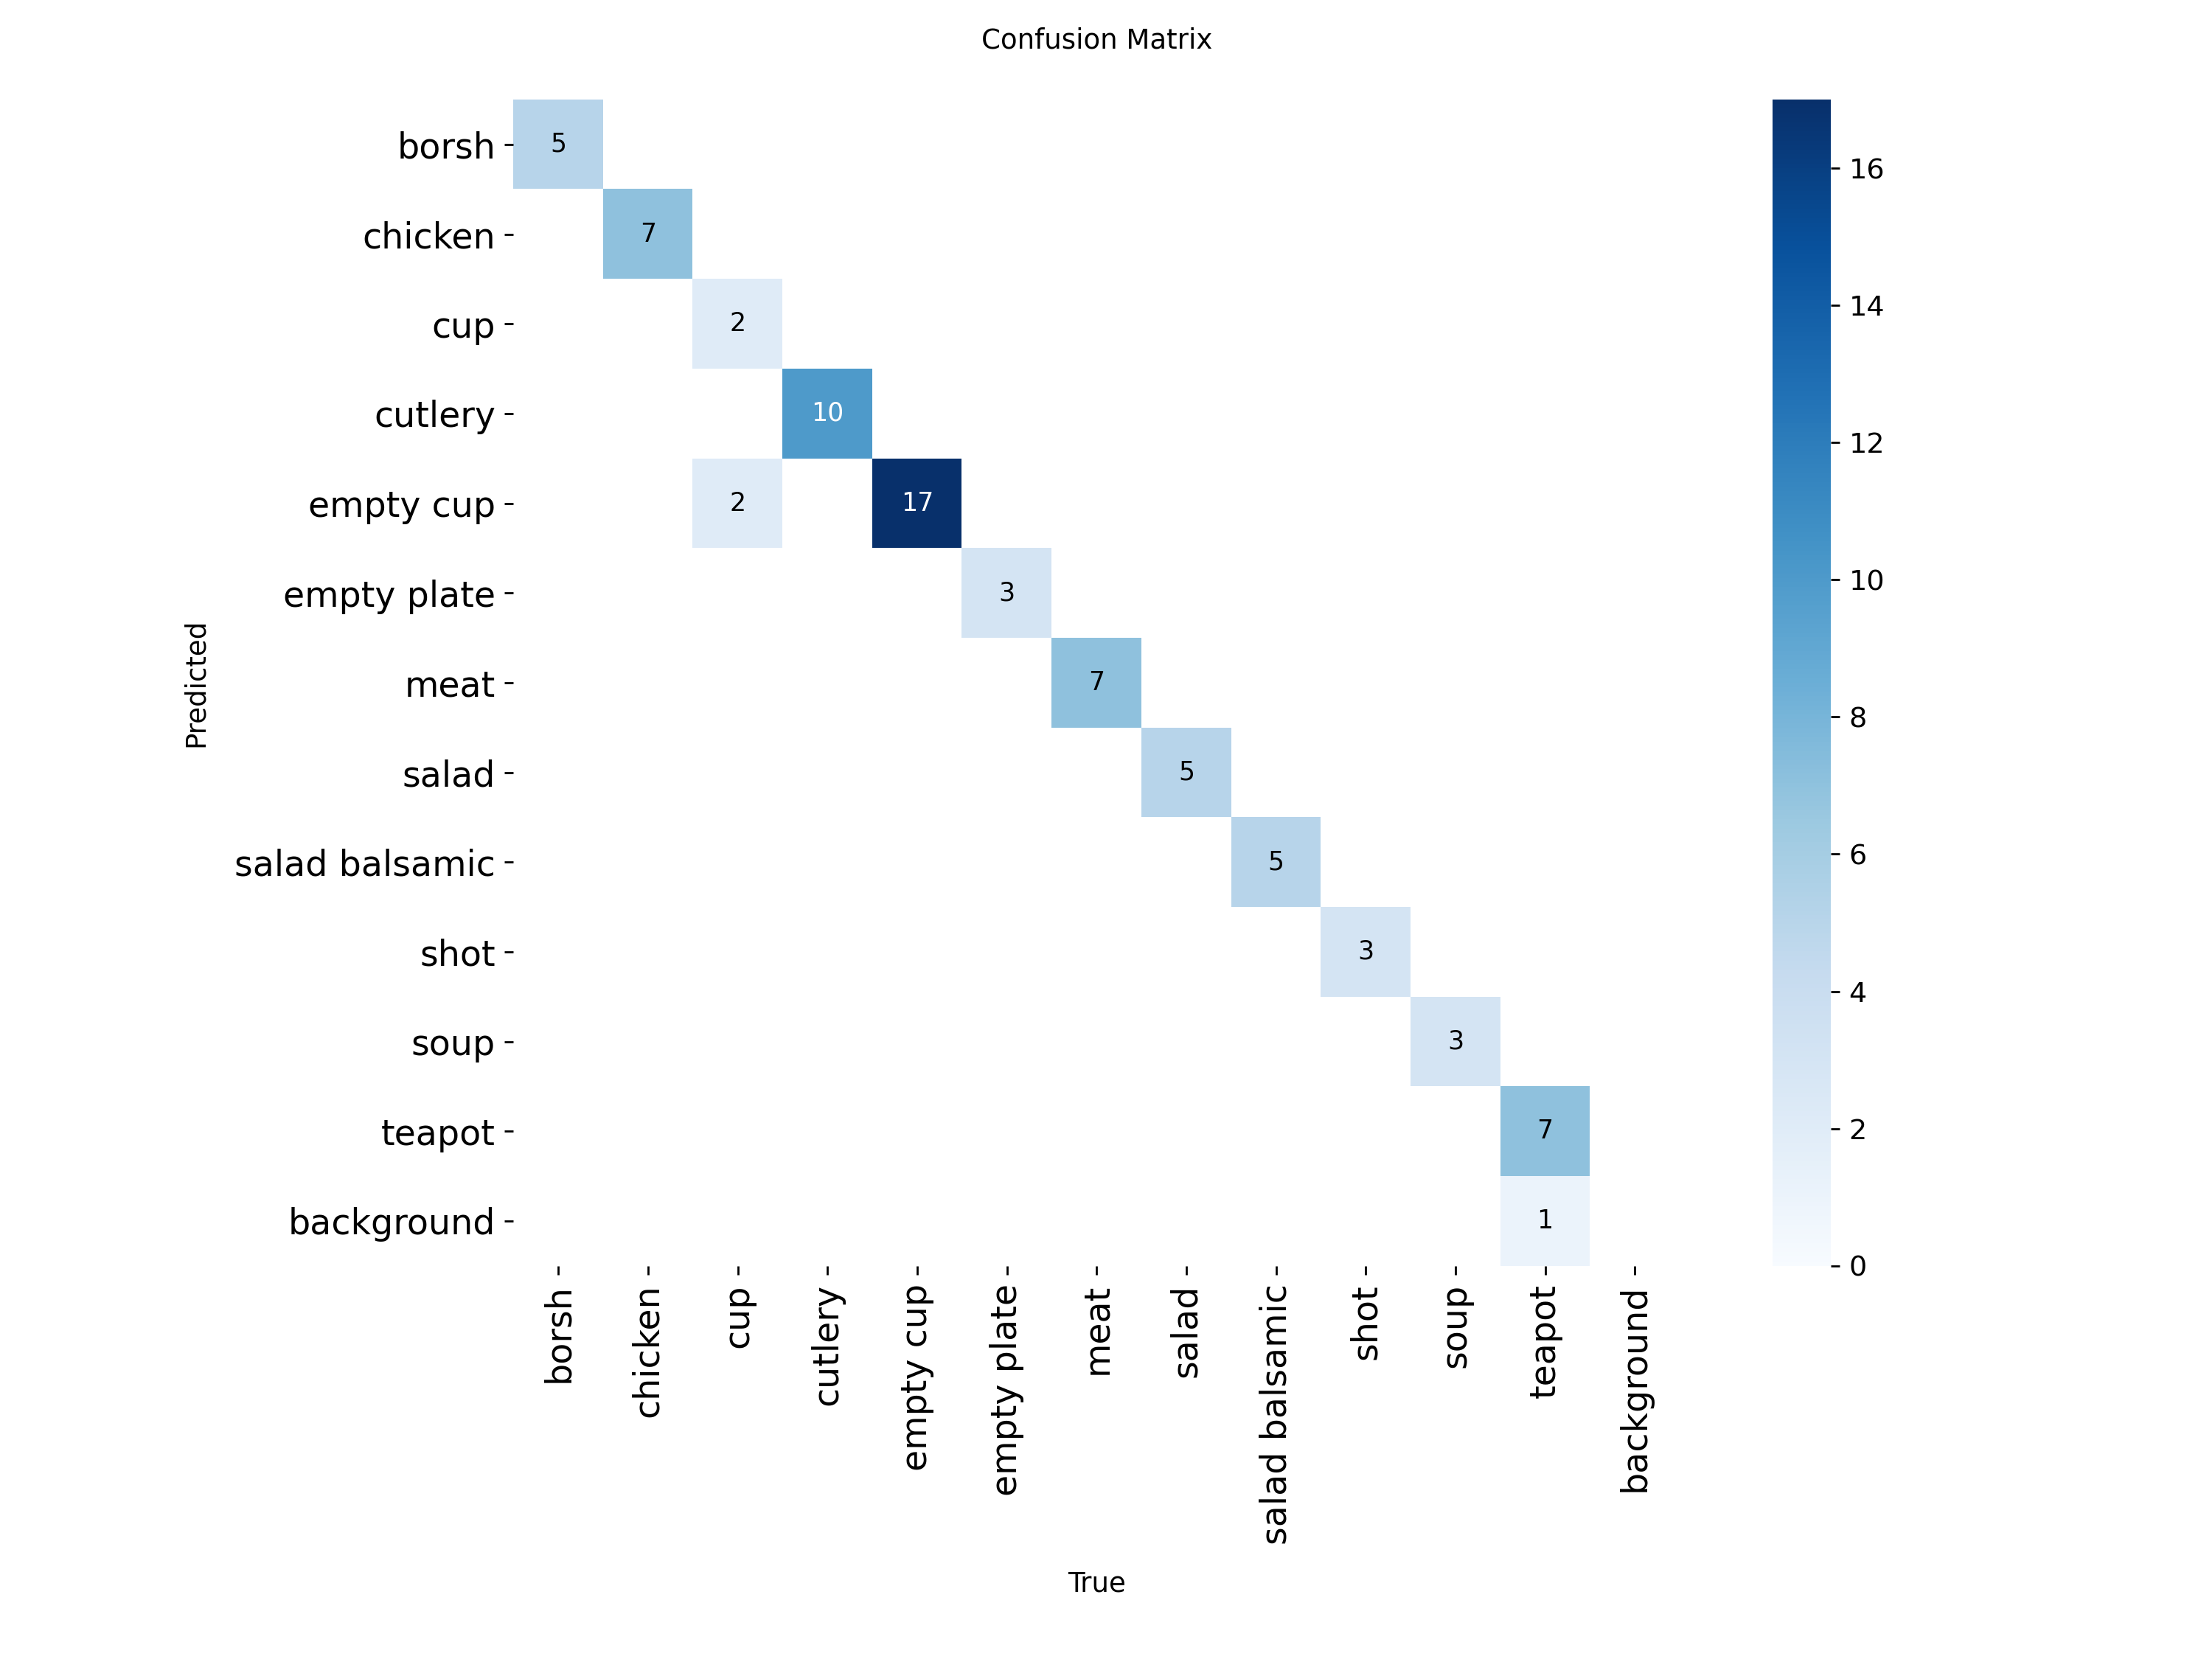 Confusion Matrix
borsh
5
chicken
7
cup
2
cutlery
10
empty cup
2 17
empty plate
3
meat
7
salad
5
salad balsamic
5
shot
3
soup
3
teapot
7
background
1
Predicted
borsh
chicken
cup
cutlery
empty cup
empty plate
meat
salad
salad balsamic
shot
soup
teapot
background
True
16
14
12
10
8
6
4
2
0